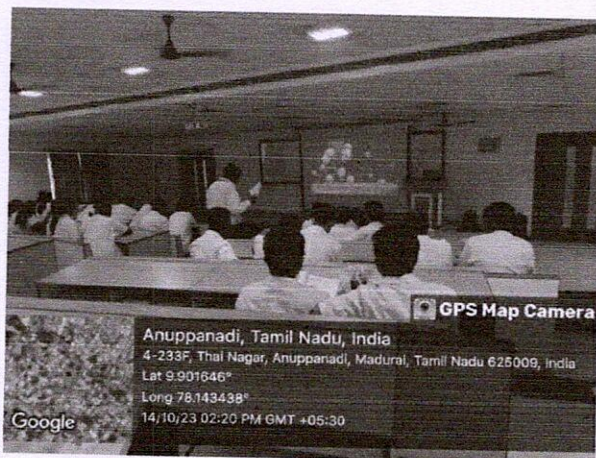 GPS Map Camera
Anuppanadi, Tamil Nadu, India
4-233F, Thai Nagar, Anuppanadi, Madurai, Tamil Nadu 625009, India
Lat 9.901646°
Long 78.143438°
14/10/23 02:20 PM GMT +05:30
Google